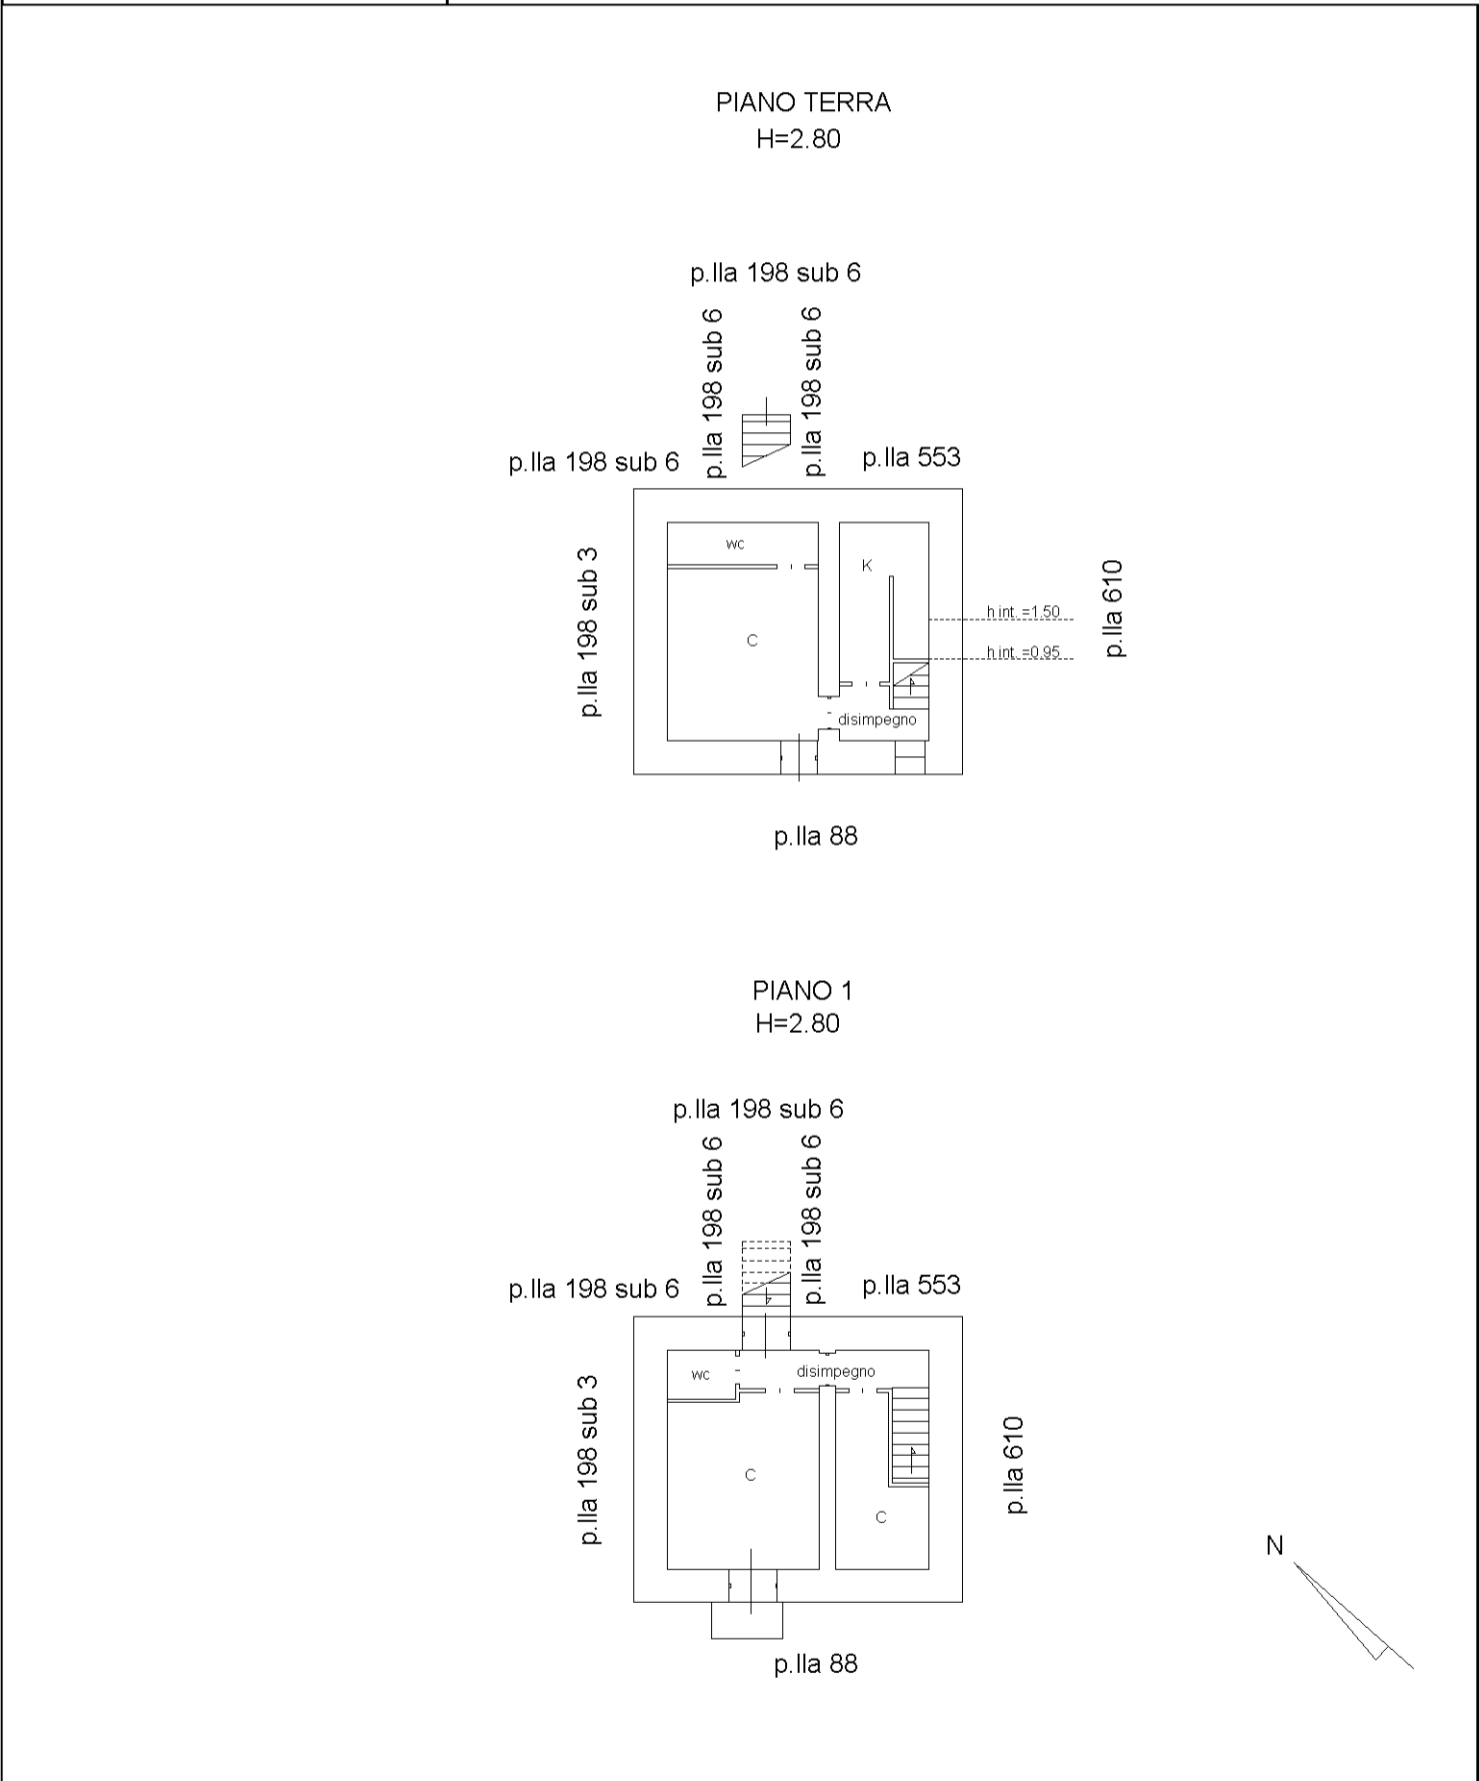 PIANO TERRA
H=2.80
p.lla 198 sub 6
p.lla 198 sub 6
p.lla 198 sub 6
p.lla 198 sub 6
p.lla 553
p.lla 198 sub 3
wc
K
C
h int. =1.50
h int. =0.95
p.lla 610
disimpegno
p.lla 88
PIANO 1
H=2.80
p.lla 198 sub 6
p.lla 198 sub 6
p.lla 198 sub 6
p.lla 198 sub 6
p.lla 553
p.lla 198 sub 3
wc
disimpegno
C
C
p.lla 610
N
p.lla 88